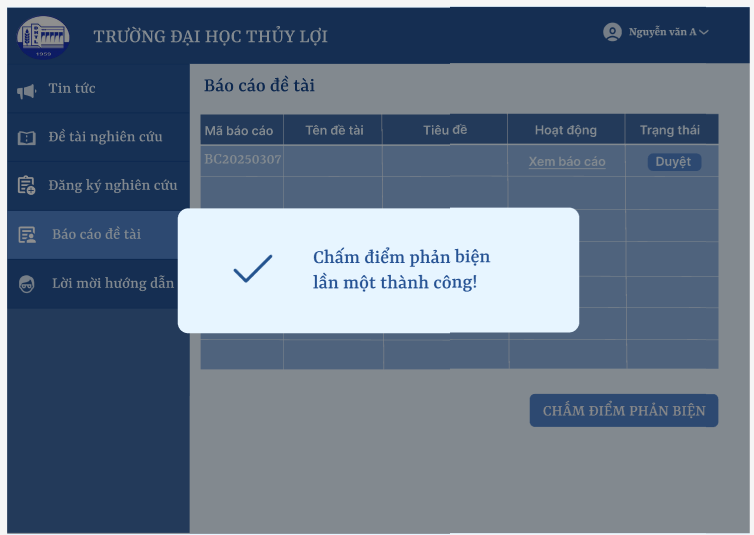 1959
TRƯỜNG ĐẠI HỌC THỦY LỢI
Nguyễn văn A
Tin tức
Đề tài nghiên cứu
Đăng ký nghiên cứu
Báo cáo đề tài
Lời mời hướng dẫn
Báo cáo đề tài
Mã báo cáo Tên đề tài Tiêu đề Hoạt động Trạng thái
BC20250307 Xem báo cáo Duyệt
Chấm điểm phản biện
lần một thành công!
CHẤM ĐIỂM PHẢN BIỆN